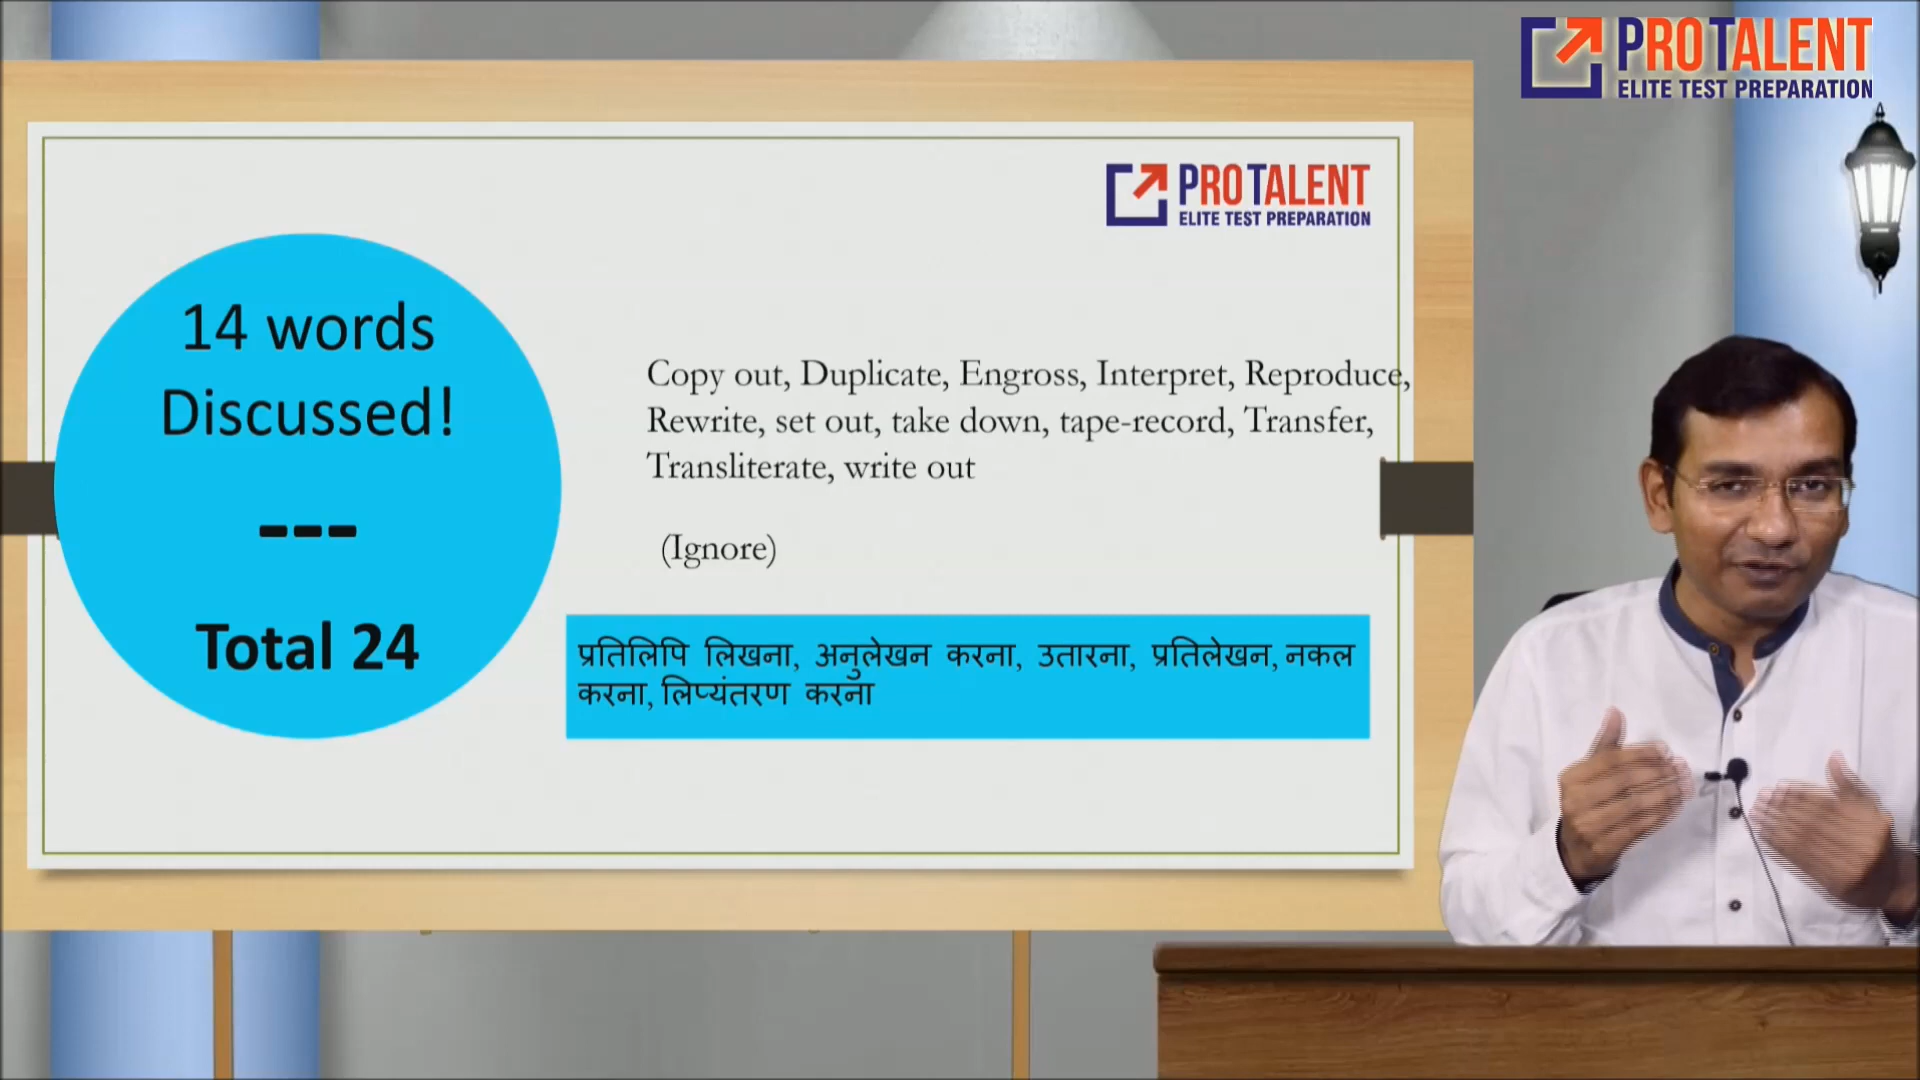 PROTALENT
ELITE TEST PREPARATION
PROTALENT
ELITE TEST PREPARATION
14 words
Discussed!
---
Total 24
Copy out, Duplicate, Engross, Interpret, Reproduce,
Rewrite, set out, take down, tape-record, Transfer,
Transliterate, write out
(Ignore)
प्रतिलिपि लिखना, अनुलेखन करना, उतारना, प्रतिलेखन, नकल
करना, लिप्यंतरण करना